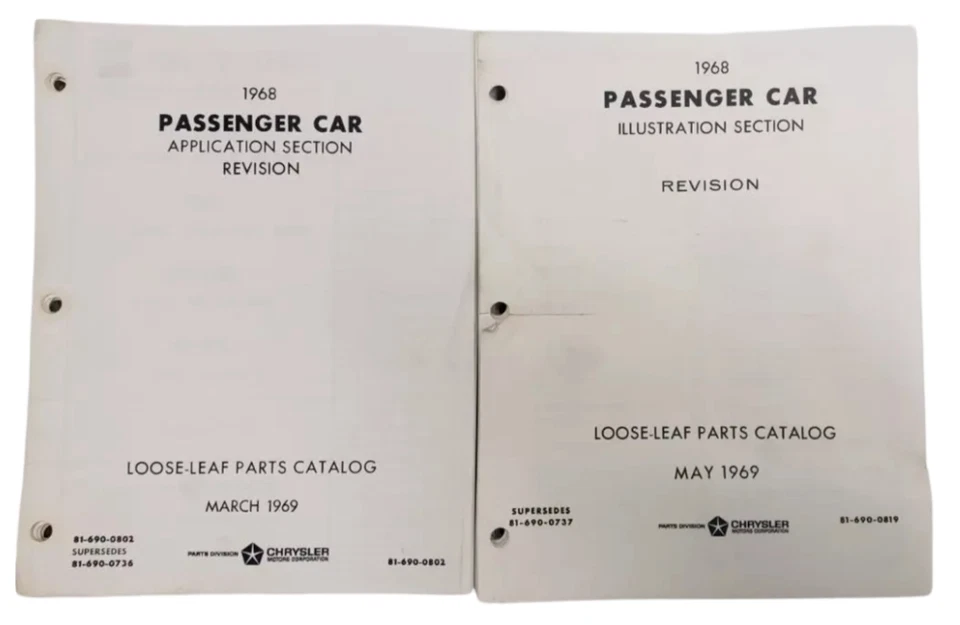 1968
PASSENGER CAR
APPLICATION SECTION
REVISION
LOOSE-LEAF PARTS CATALOG
MARCH 1969
81-690-0802
SUPERSEDES
81-690-0736
PARTS DIVISION CHRYSLER
MOTORS CORPORATION
81-690-0802
1968
PASSENGER CAR
ILLUSTRATION SECTION
REVISION
LOOSE-LEAF PARTS CATALOG
MAY 1969
SUPERSEDES
81-690-0737
PARTS DIVISION CHRYSLER
MOTORS CORPORATION
81-690-0819